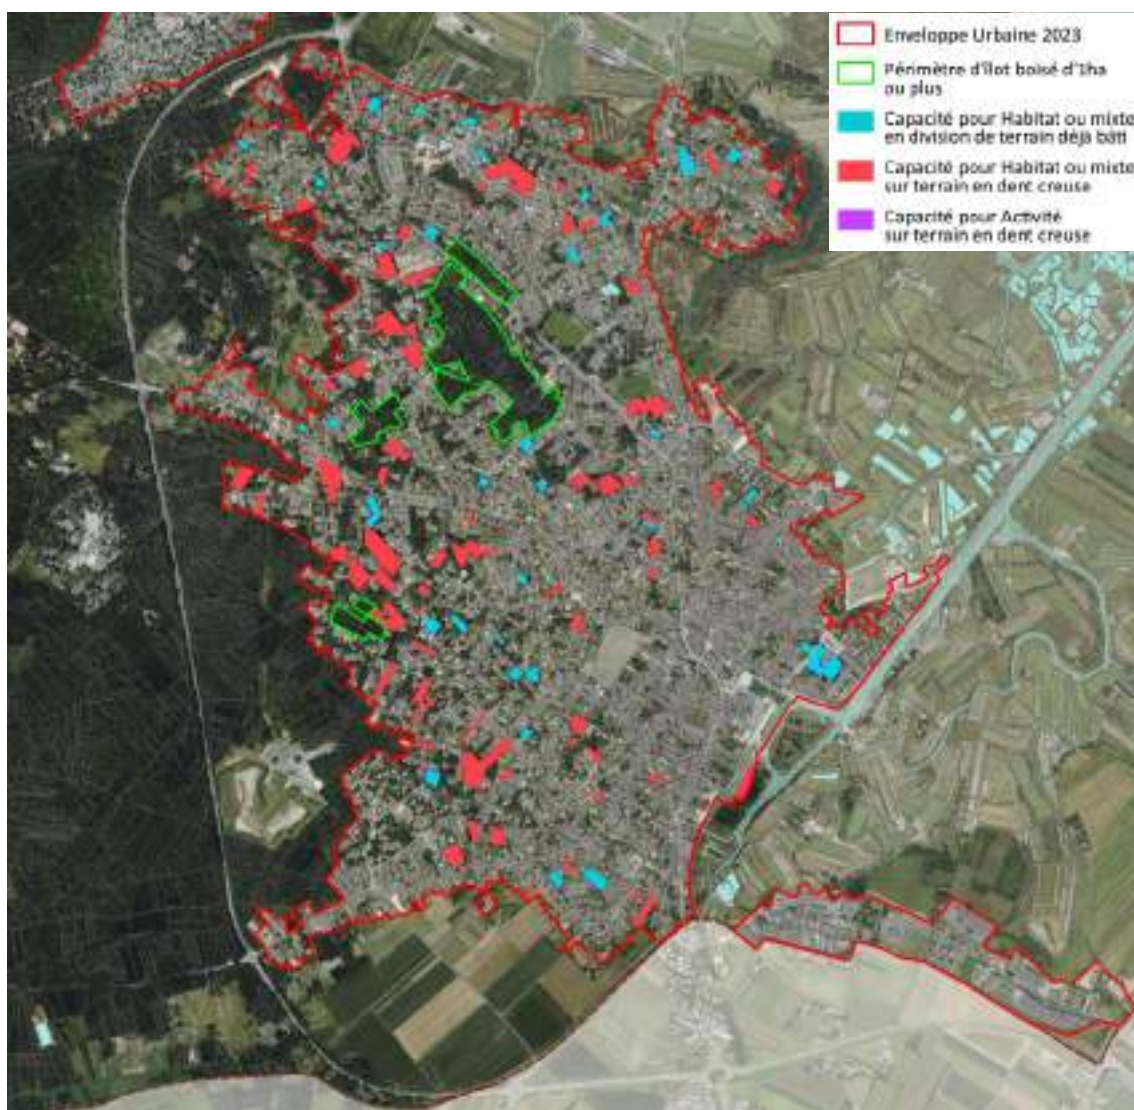 Enveloppe Urbaine 2023
Périmètre d'îlot boisé d'1ha
ou plus
Capacité pour Habitat ou mixte
en division de terrain déjà bâti
Capacité pour Habitat ou mixte
sur terrain en dent creuse
Capacité pour Activité
sur terrain en dent creuse